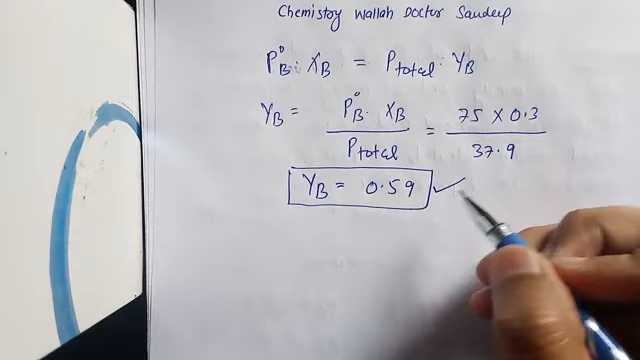 Chemistry Wallah Doctor Sandeep
P°B · XB = Ptotal · YB
YB = P°B · XB / Ptotal = 75 X 0.3 / 37.9
YB = 0.59 ✓